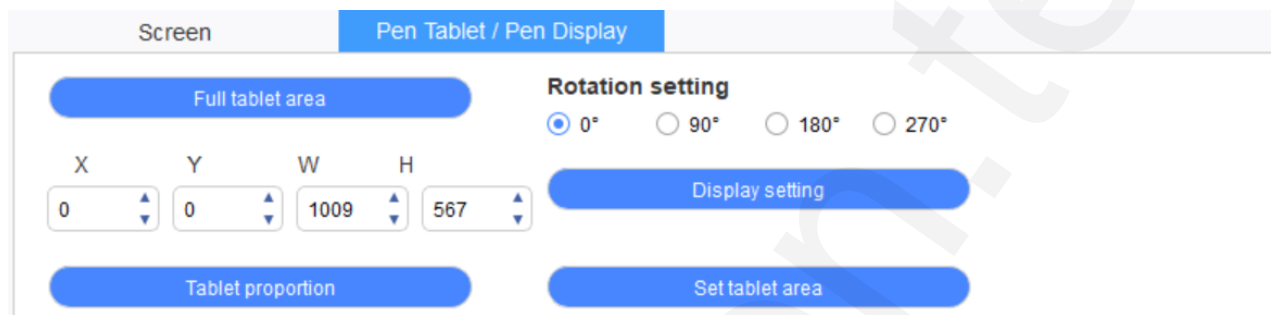 Screen
Pen Tablet / Pen Display
Full tablet area
Rotation setting
0°
90°
180°
270°
X
Y
W
H
0
0
1009
567
Display setting
Tablet proportion
Set tablet area